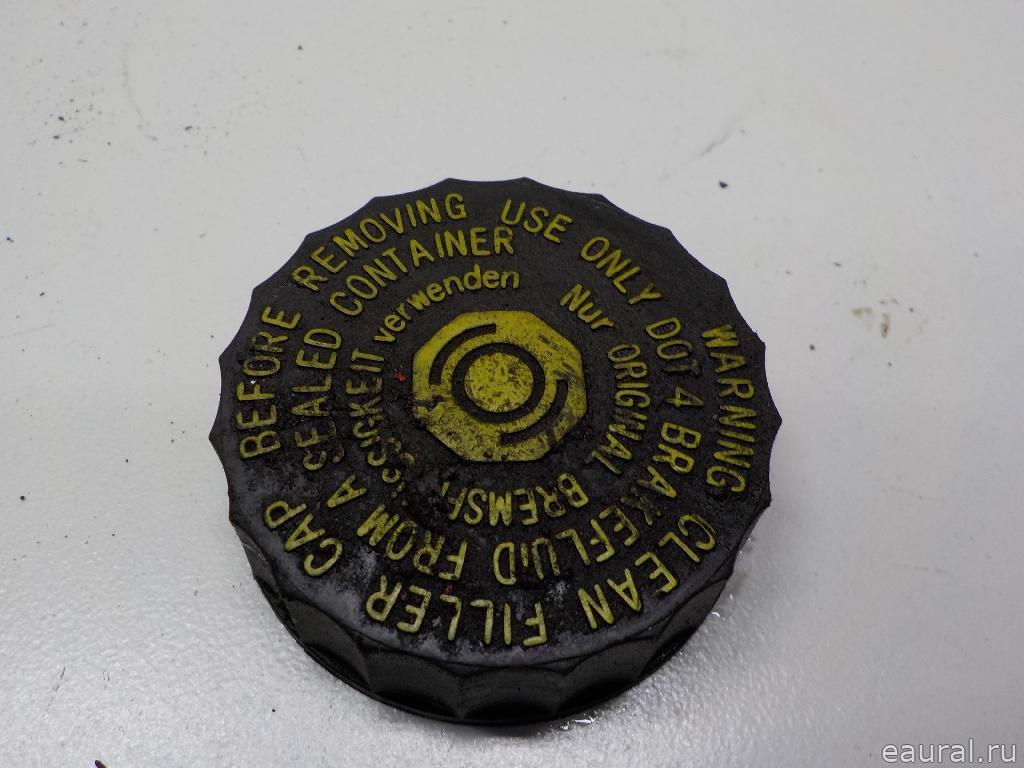 WARNING CLEAN FILLER CAP BEFORE REMOVING
USE ONLY DOT 4 BRAKEFLUID FROM A SEALED CONTAINER
Nur ORIGINAL verwenden
eaural.ru